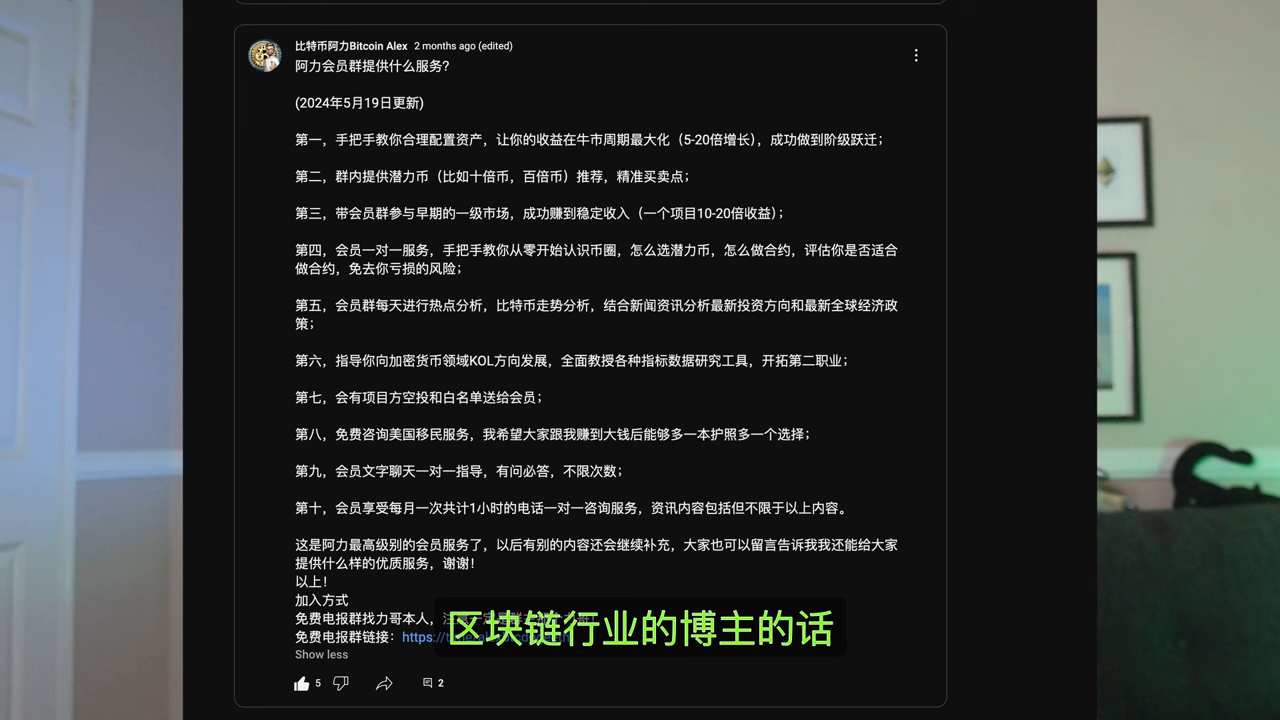 比特币阿力Bitcoin Alex 2 months ago (edited)
阿力会员群提供什么服务?
(2024年5月19日更新)
第一，手把手教你合理配置资产，让你的收益在牛市周期最大化（5-20倍增长），成功做到阶级跃迁；
第二，群内提供潜力币（比如十倍币，百倍币）推荐，精准买卖点；
第三，带会员群参与早期的一级市场，成功赚到稳定收入（一个项目10-20倍收益）；
第四，会员一对一服务，手把手教你从零开始认识币圈，怎么选潜力币，怎么做合约，评估你是否适合
做合约，免去你亏损的风险；
第五，会员群每天进行热点分析，比特币走势分析，结合新闻资讯分析最新投资方向和最新全球经济政
策；
第六，指导你向加密货币领域KOL方向发展，全面教授各种指标数据研究工具，开拓第二职业；
第七，会有项目方空投和白名单送给会员；
第八，免费咨询美国移民服务，我希望大家跟我赚到大钱后能够多一本护照多一个选择；
第九，会员文字聊天一对一指导，有问必答，不限次数；
第十，会员享受每月一次共计1小时的电话一对一咨询服务，资讯内容包括但不限于以上内容。
这是阿力最高级别的会员服务了，以后有别的内容还会继续补充，大家也可以留言告诉我我还能给大家
提供什么样的优质服务，谢谢！
以上！
加入方式
免费电报群找力哥本人，
免费电报群链接：https://
区块链行业的博主的话
Show less
5
2